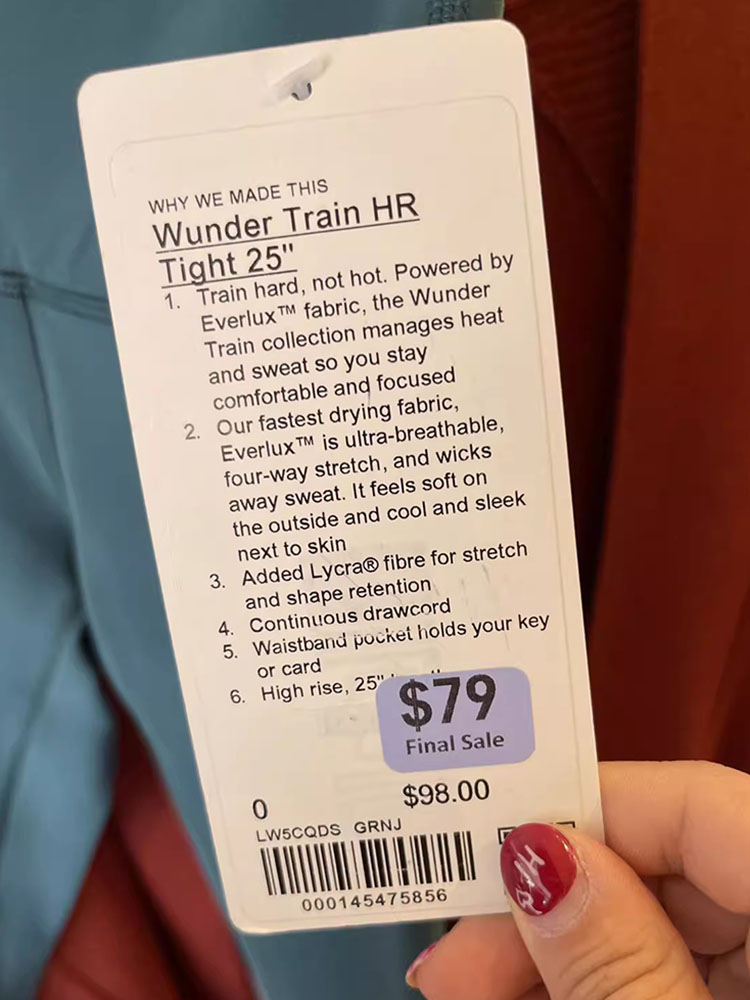 WHY WE MADE THIS
Wunder Train HR
Tight 25"
1. Train hard, not hot. Powered by
Everlux™ fabric, the Wunder
Train collection manages heat
and sweat so you stay
comfortable and focused
2. Our fastest drying fabric,
Everlux™ is ultra-breathable,
four-way stretch, and wicks
away sweat. It feels soft on
the outside and cool and sleek
next to skin
3. Added Lycra® fibre for stretch
and shape retention
4. Continuous drawcord
5. Waistband pocket holds your key
or card
6. High rise, 25"
$79
Final Sale
0
$98.00
LW5CQDS GRNJ
000145475856